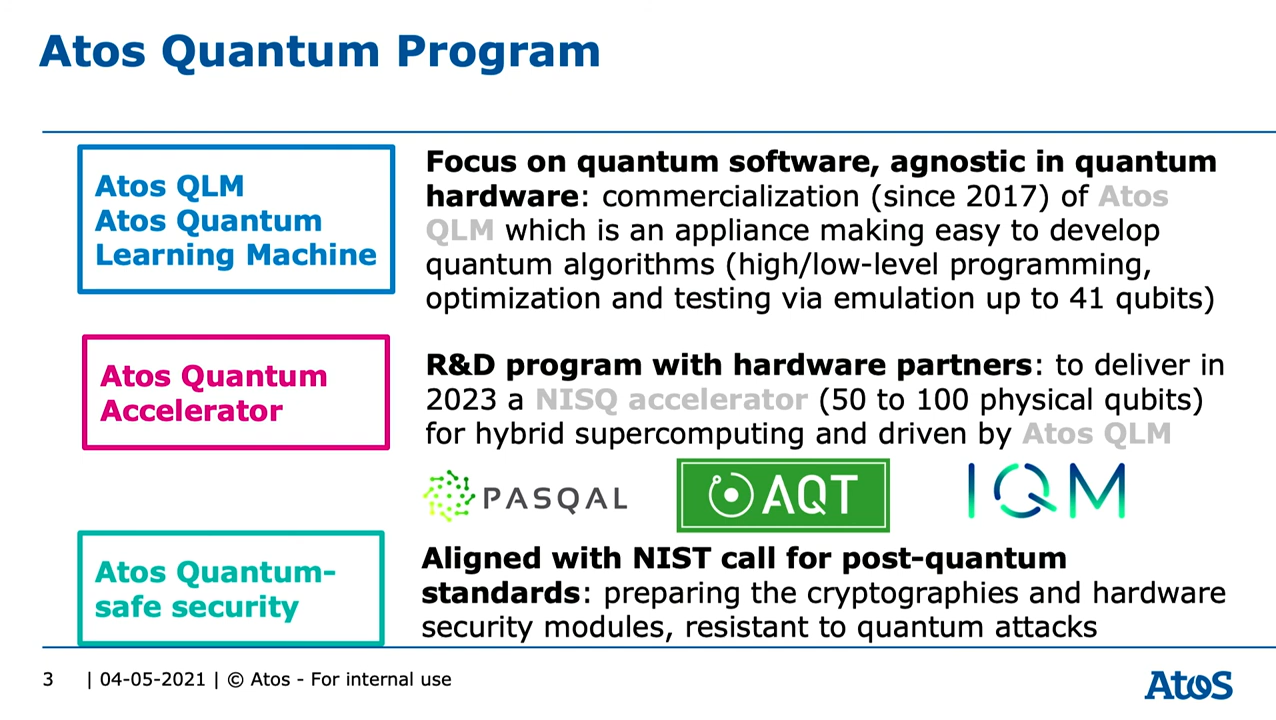 Atos Quantum Program
Atos QLM
Atos Quantum
Learning Machine
Focus on quantum software, agnostic in quantum
hardware: commercialization (since 2017) of Atos
QLM which is an appliance making easy to develop
quantum algorithms (high/low-level programming,
optimization and testing via emulation up to 41 qubits)
Atos Quantum
Accelerator
R&D program with hardware partners: to deliver in
2023 a NISQ accelerator (50 to 100 physical qubits)
for hybrid supercomputing and driven by Atos QLM
PASQAL
AQT
IQM
Atos Quantum-
safe security
Aligned with NIST call for post-quantum
standards: preparing the cryptographies and hardware
security modules, resistant to quantum attacks
3 | 04-05-2021 | © Atos - For internal use
Atos